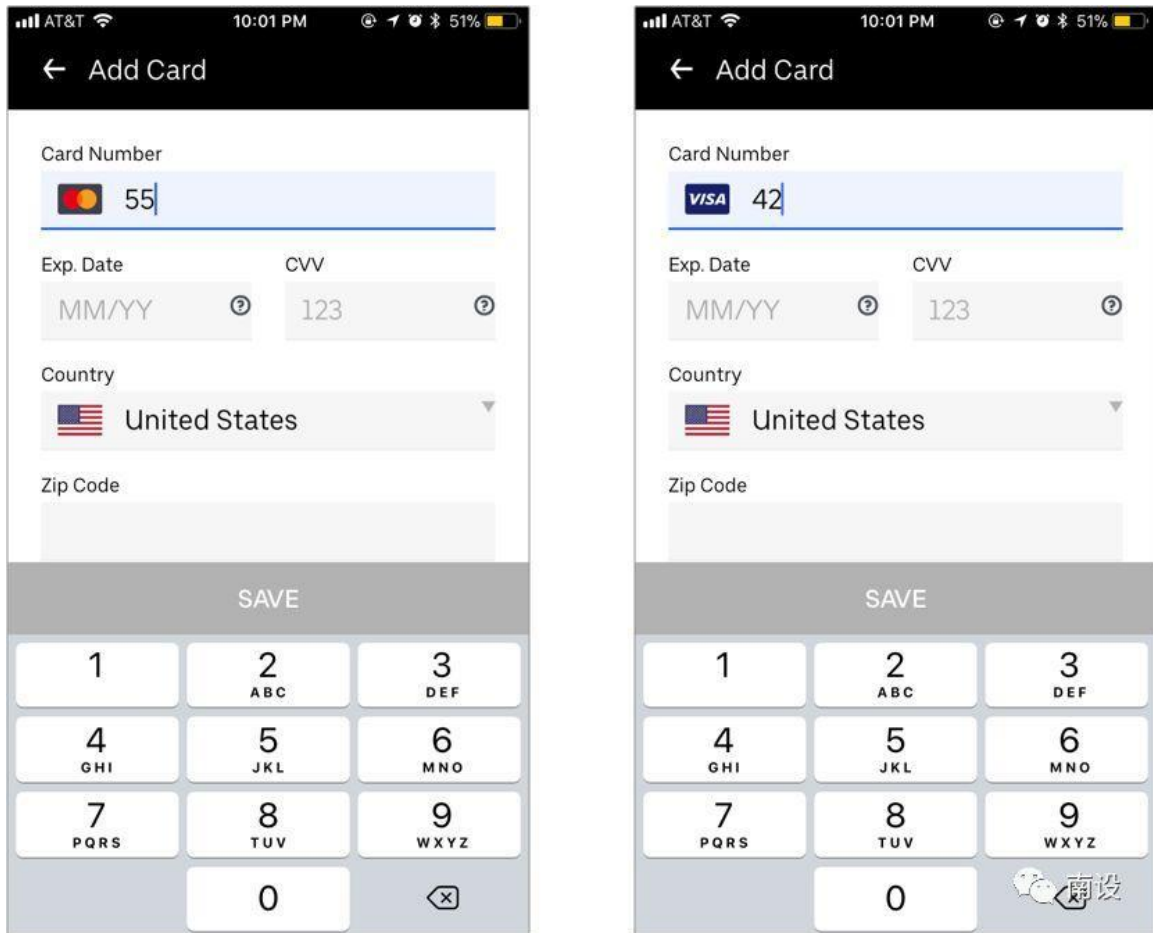 AT&T 10:01 PM 51%
Add Card
Card Number
55
Exp. Date CVV
MM/YY 123
Country
United States
Zip Code
SAVE
1 2 3
ABC DEF
4 5 6
GHI JKL MNO
7 8 9
PQRS TUV WXYZ
0
AT&T 10:01 PM 51%
Add Card
Card Number
VISA 42
Exp. Date CVV
MM/YY 123
Country
United States
Zip Code
SAVE
1 2 3
ABC DEF
4 5 6
GHI JKL MNO
7 8 9
PQRS TUV WXYZ
0
南设